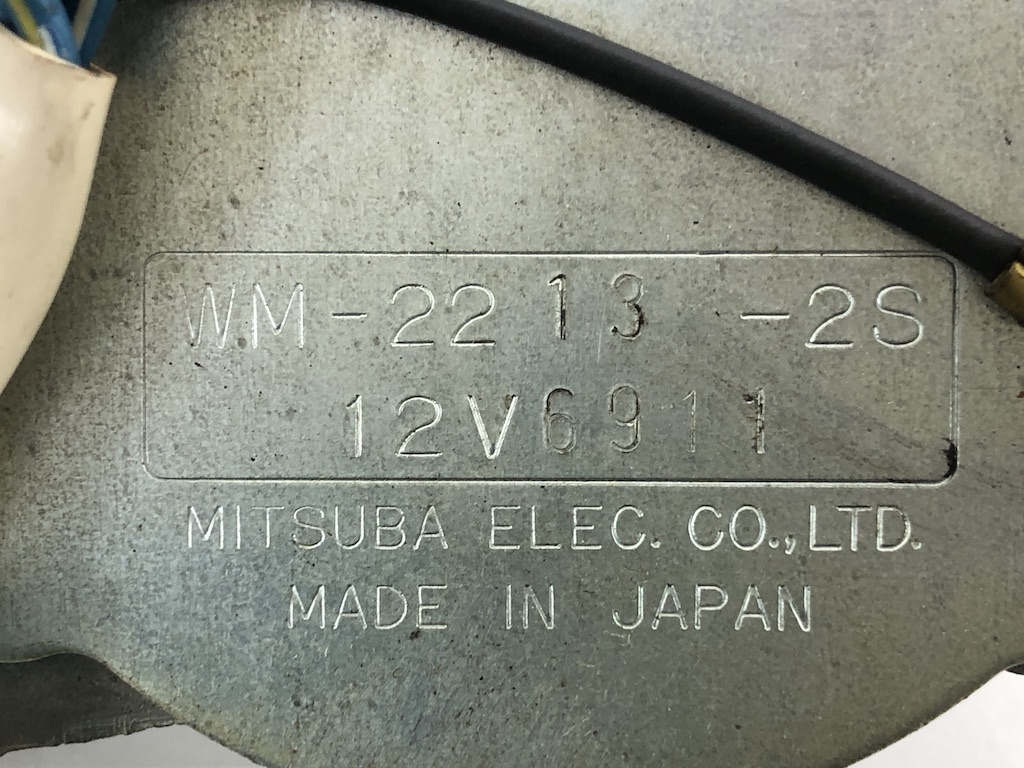 WM-2213 -2S
12V6911
MITSUBA ELEC. CO.,LTD.
MADE IN JAPAN